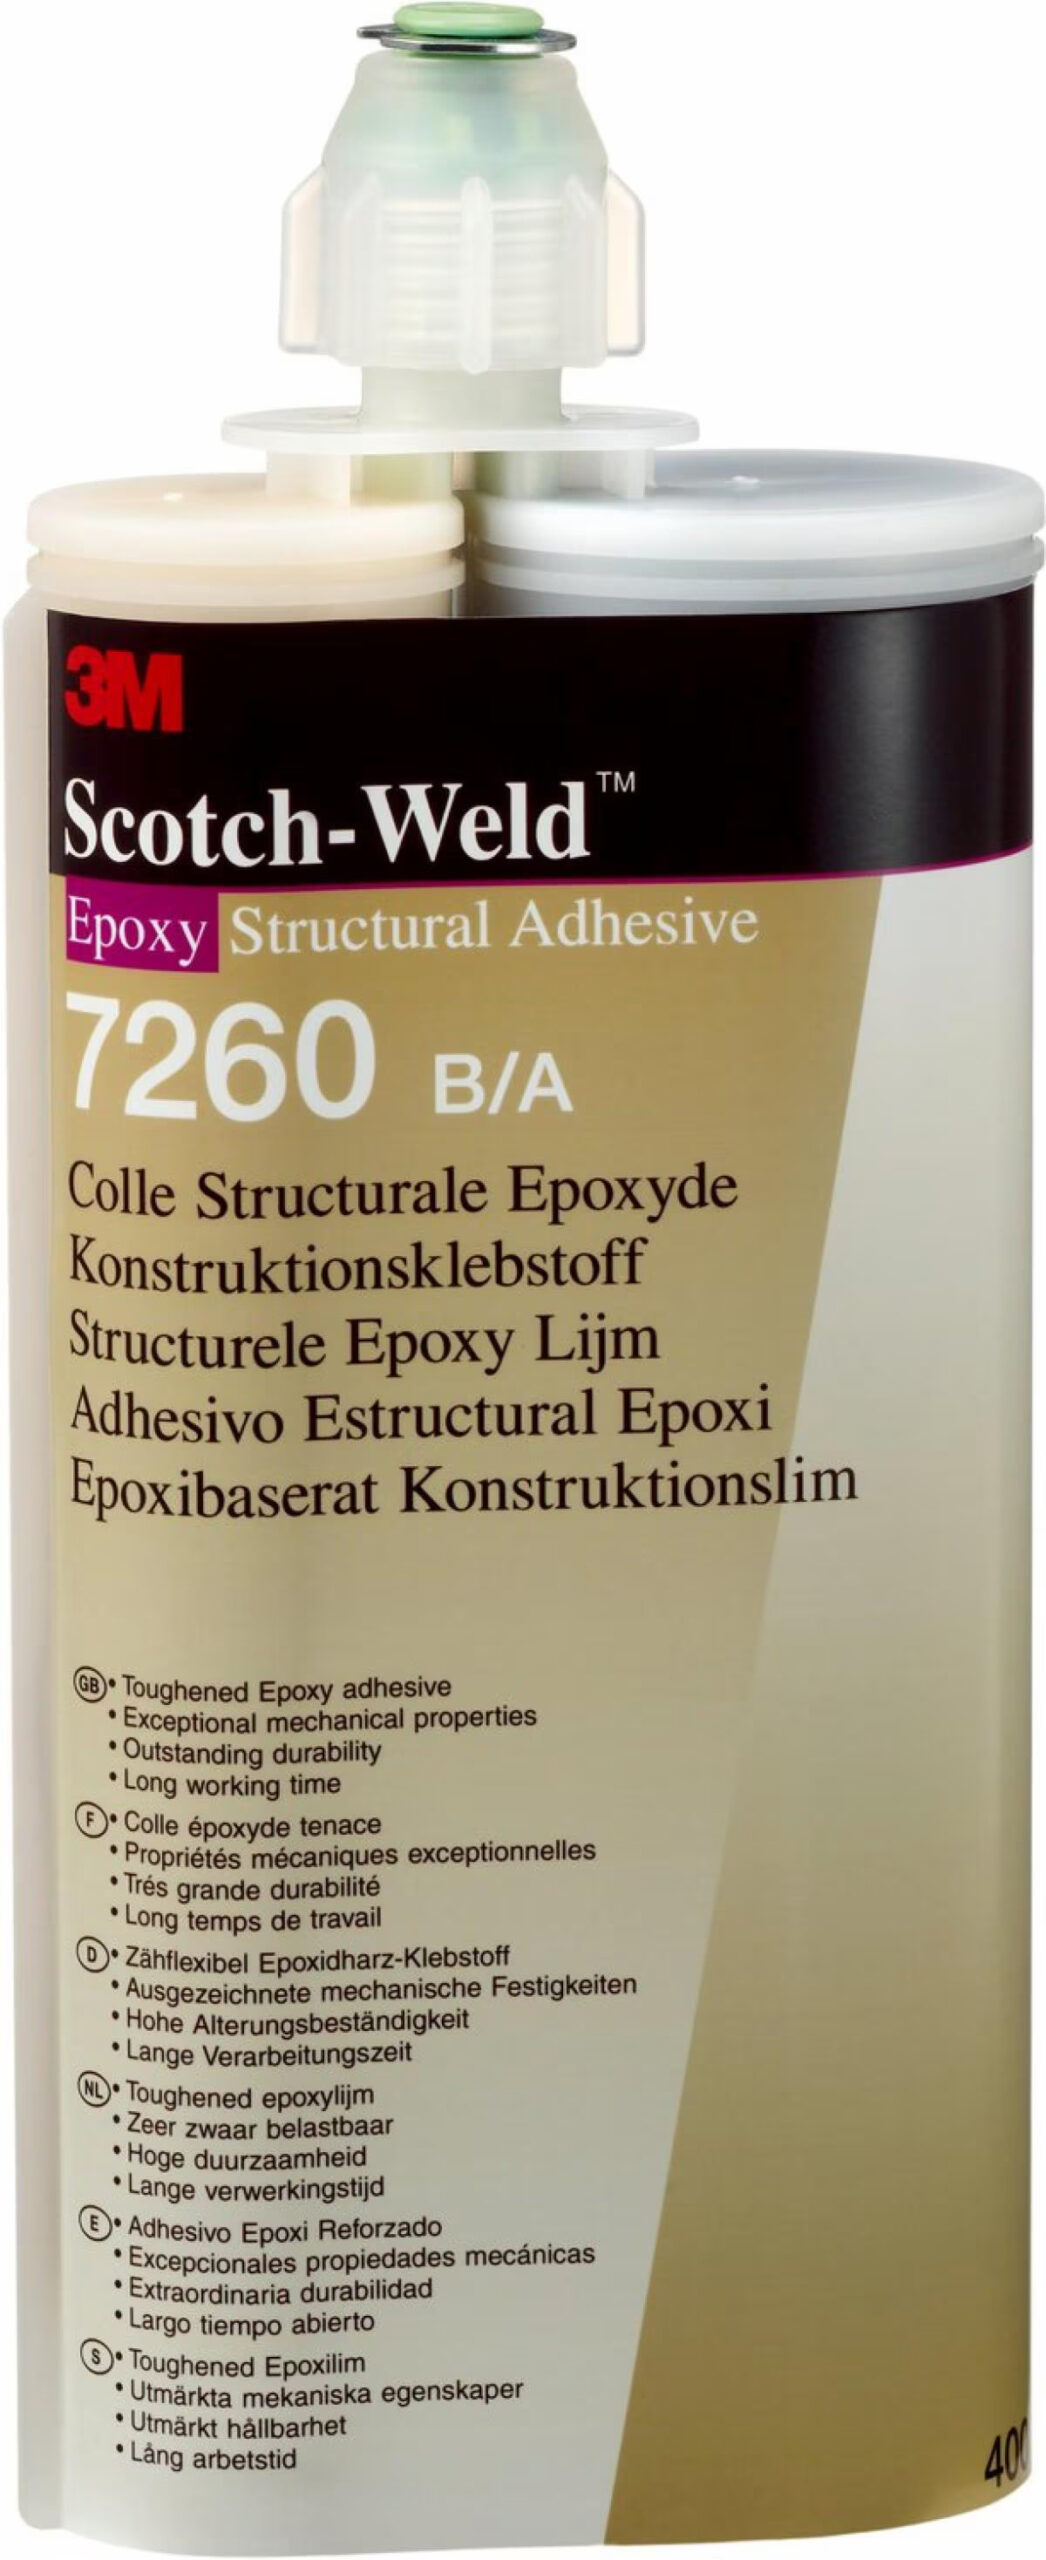 3M
Scotch-Weld™
Epoxy Structural Adhesive
7260 B/A
Colle Structurale Epoxyde
Konstruktionsklebstoff
Structurele Epoxy Lijm
Adhesivo Estructural Epoxi
Epoxibaserat Konstruktionslim
GB • Toughened Epoxy adhesive
• Exceptional mechanical properties
• Outstanding durability
• Long working time
F • Colle époxyde tenace
• Propriétés mécaniques exceptionnelles
• Trés grande durabilité
• Long temps de travail
D • Zähflexibel Epoxidharz-Klebstoff
• Ausgezeichnete mechanische Festigkeiten
• Hohe Alterungsbeständigkeit
• Lange Verarbeitungszeit
NL • Toughened epoxylijm
• Zeer zwaar belastbaar
• Hoge duurzaamheid
• Lange verwerkingstijd
E • Adhesivo Epoxi Reforzado
• Excepcionales propiedades mecánicas
• Extraordinaria durabilidad
• Largo tiempo abierto
S • Toughened Epoxilim
• Utmärkta mekaniska egenskaper
• Utmärkt hållbarhet
• Lång arbetstid
400